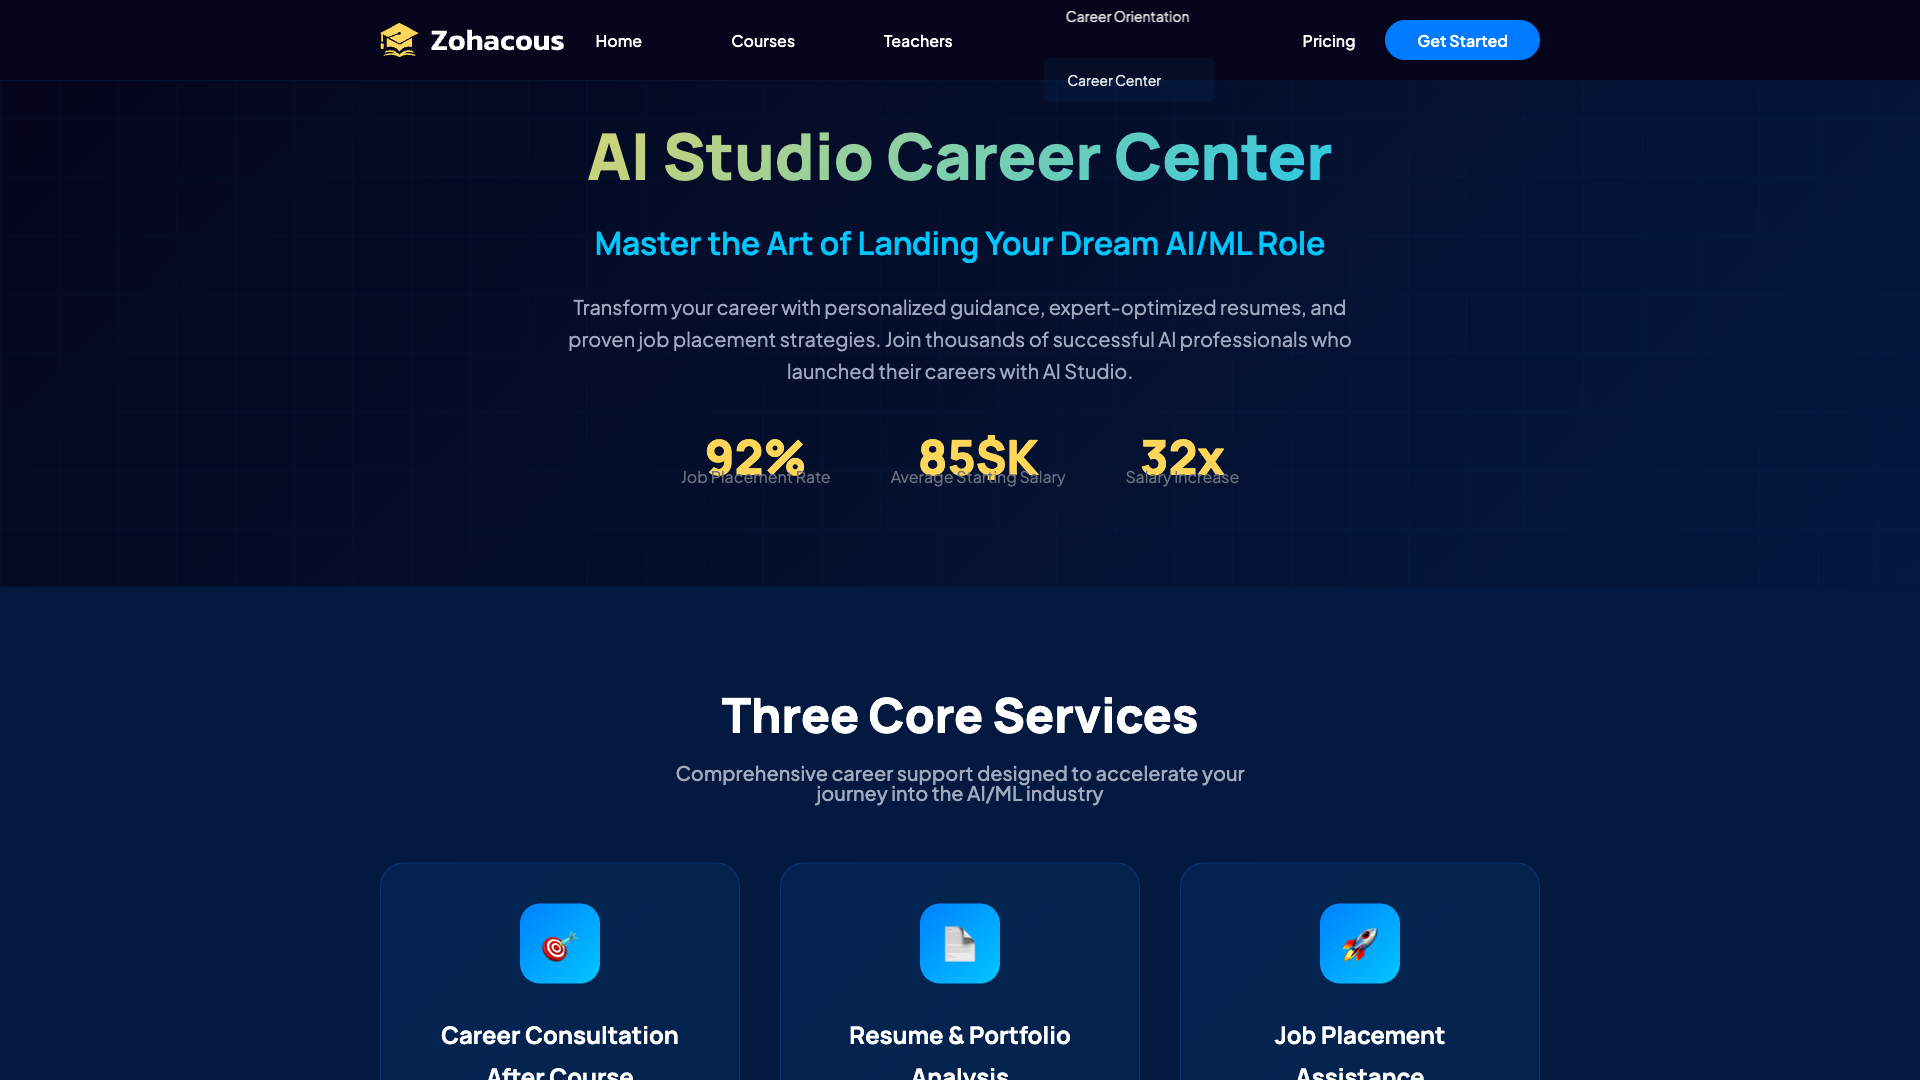 Career Orientation
Zohacous
Home
Courses
Teachers
Pricing
Get Started
Career Center
AI Studio Career Center
Master the Art of Landing Your Dream AI/ML Role
Transform your career with personalized guidance, expert-optimized resumes, and
proven job placement strategies. Join thousands of successful AI professionals who
launched their careers with AI Studio.
92%
Job Placement Rate
85$K
Average Starting Salary
32x
Salary Increase
Three Core Services
Comprehensive career support designed to accelerate your
journey into the AI/ML industry
Career Consultation
After Course
Resume & Portfolio
Analysis
Job Placement
Assistance